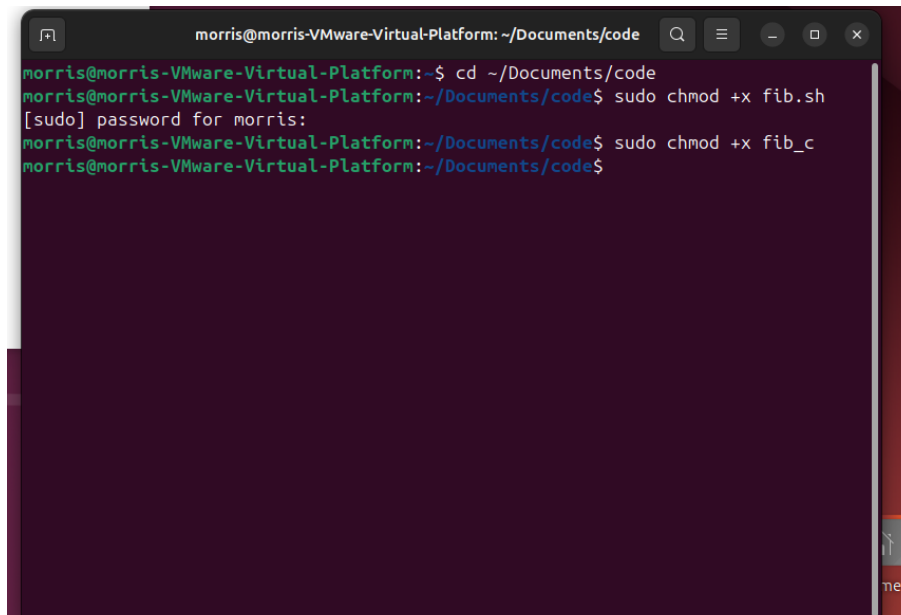 morris@morris-VMware-Virtual-Platform: ~/Documents/code
morris@morris-VMware-Virtual-Platform:~$ cd ~/Documents/code
morris@morris-VMware-Virtual-Platform:~/Documents/code$ sudo chmod +x fib.sh
[sudo] password for morris:
morris@morris-VMware-Virtual-Platform:~/Documents/code$ sudo chmod +x fib_c
morris@morris-VMware-Virtual-Platform:~/Documents/code$
me